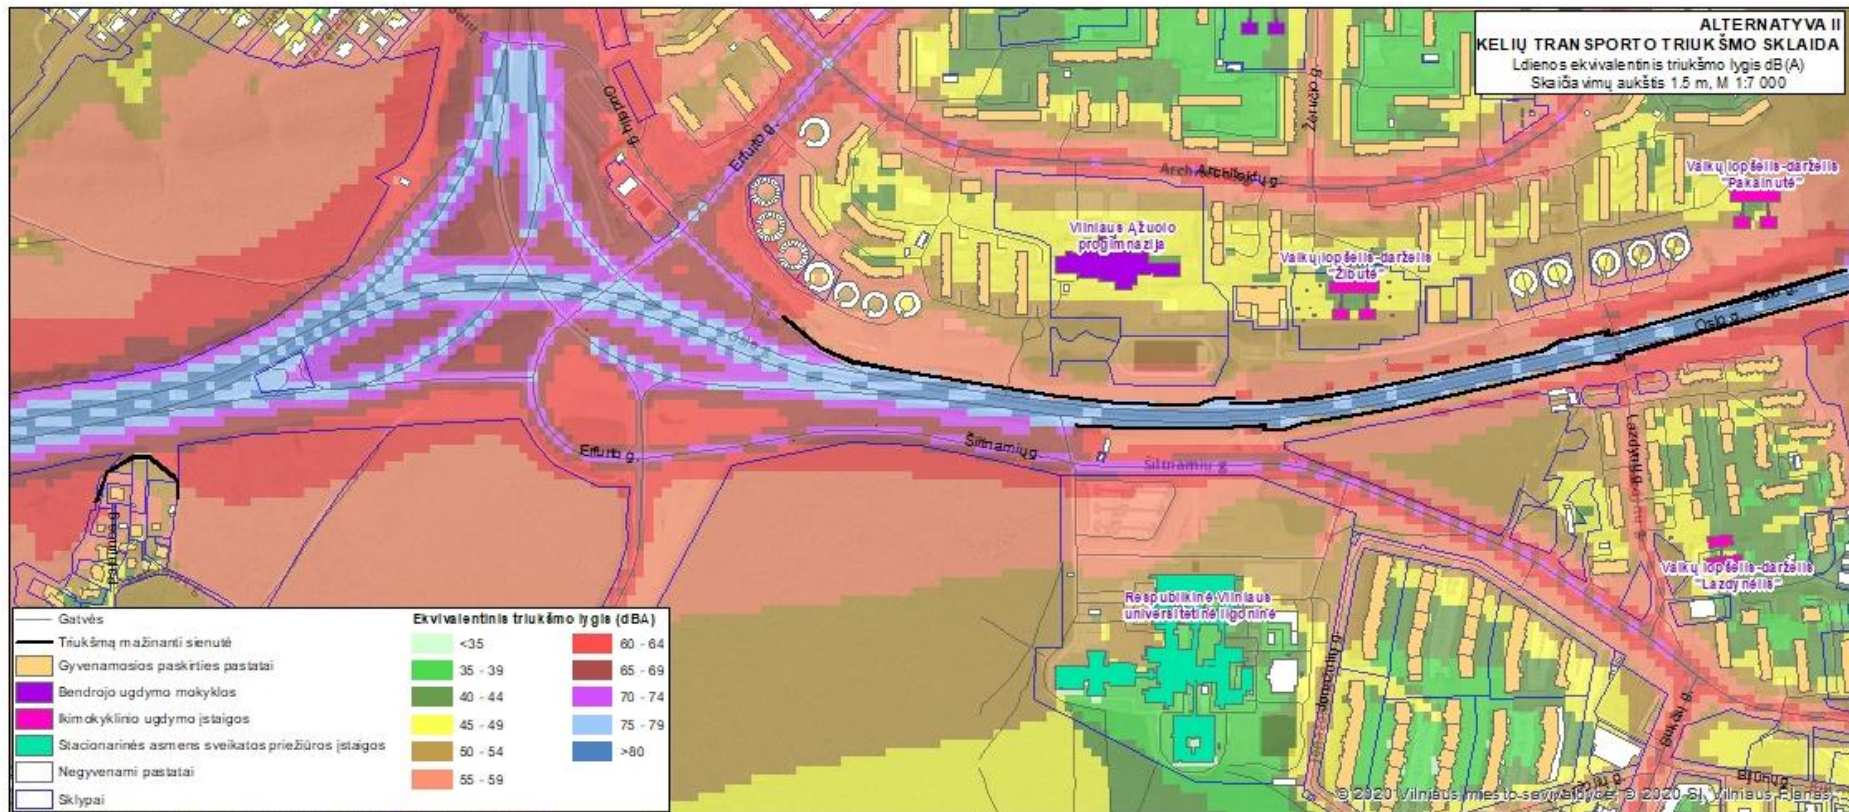 ALTERNATYVA II
KELIŲ TRANSPORTO TRIUKŠMO SKLAIDA
Ldienos ekvivalentinis triukšmo lygis dB(A)
Skaičiavimų aukštis 1.5 m, M 1:7 000
Gudelių g.
Erfurto g.
Žėručio g.
Architektų g.
Vaikų lopšelis-darželis
"Pakalnutė"
Vilniaus Ąžuolo
progimnazija
Vaikų lopšelis-darželis
"Žibutė"
Oslo g.
Oslo g.
Erfurto g.
Šiltnamių g.
Šiltnamių g.
Lazdynų g.
Vaikų lopšelis-darželis
"Lazdynėlis"
Respublikinė Vilniaus
universitetinė ligoninė
Bukčių g.
Gatvės
Triukšmą mažinanti sienutė
Gyvenamosios paskirties pastatai
Bendrojo ugdymo mokyklos
Ikimokyklinio ugdymo įstaigos
Stacionarinės asmens sveikatos priežiūros įstaigos
Negyvenami pastatai
Sklypai
Ekvivalentinis triukšmo lygis (dBA)
<35
35 - 39
40 - 44
45 - 49
50 - 54
55 - 59
60 - 64
65 - 69
70 - 74
75 - 79
>80
© 2020 Vilniaus miesto savivaldybė, © 2020 SĮ „Vilniaus planas“